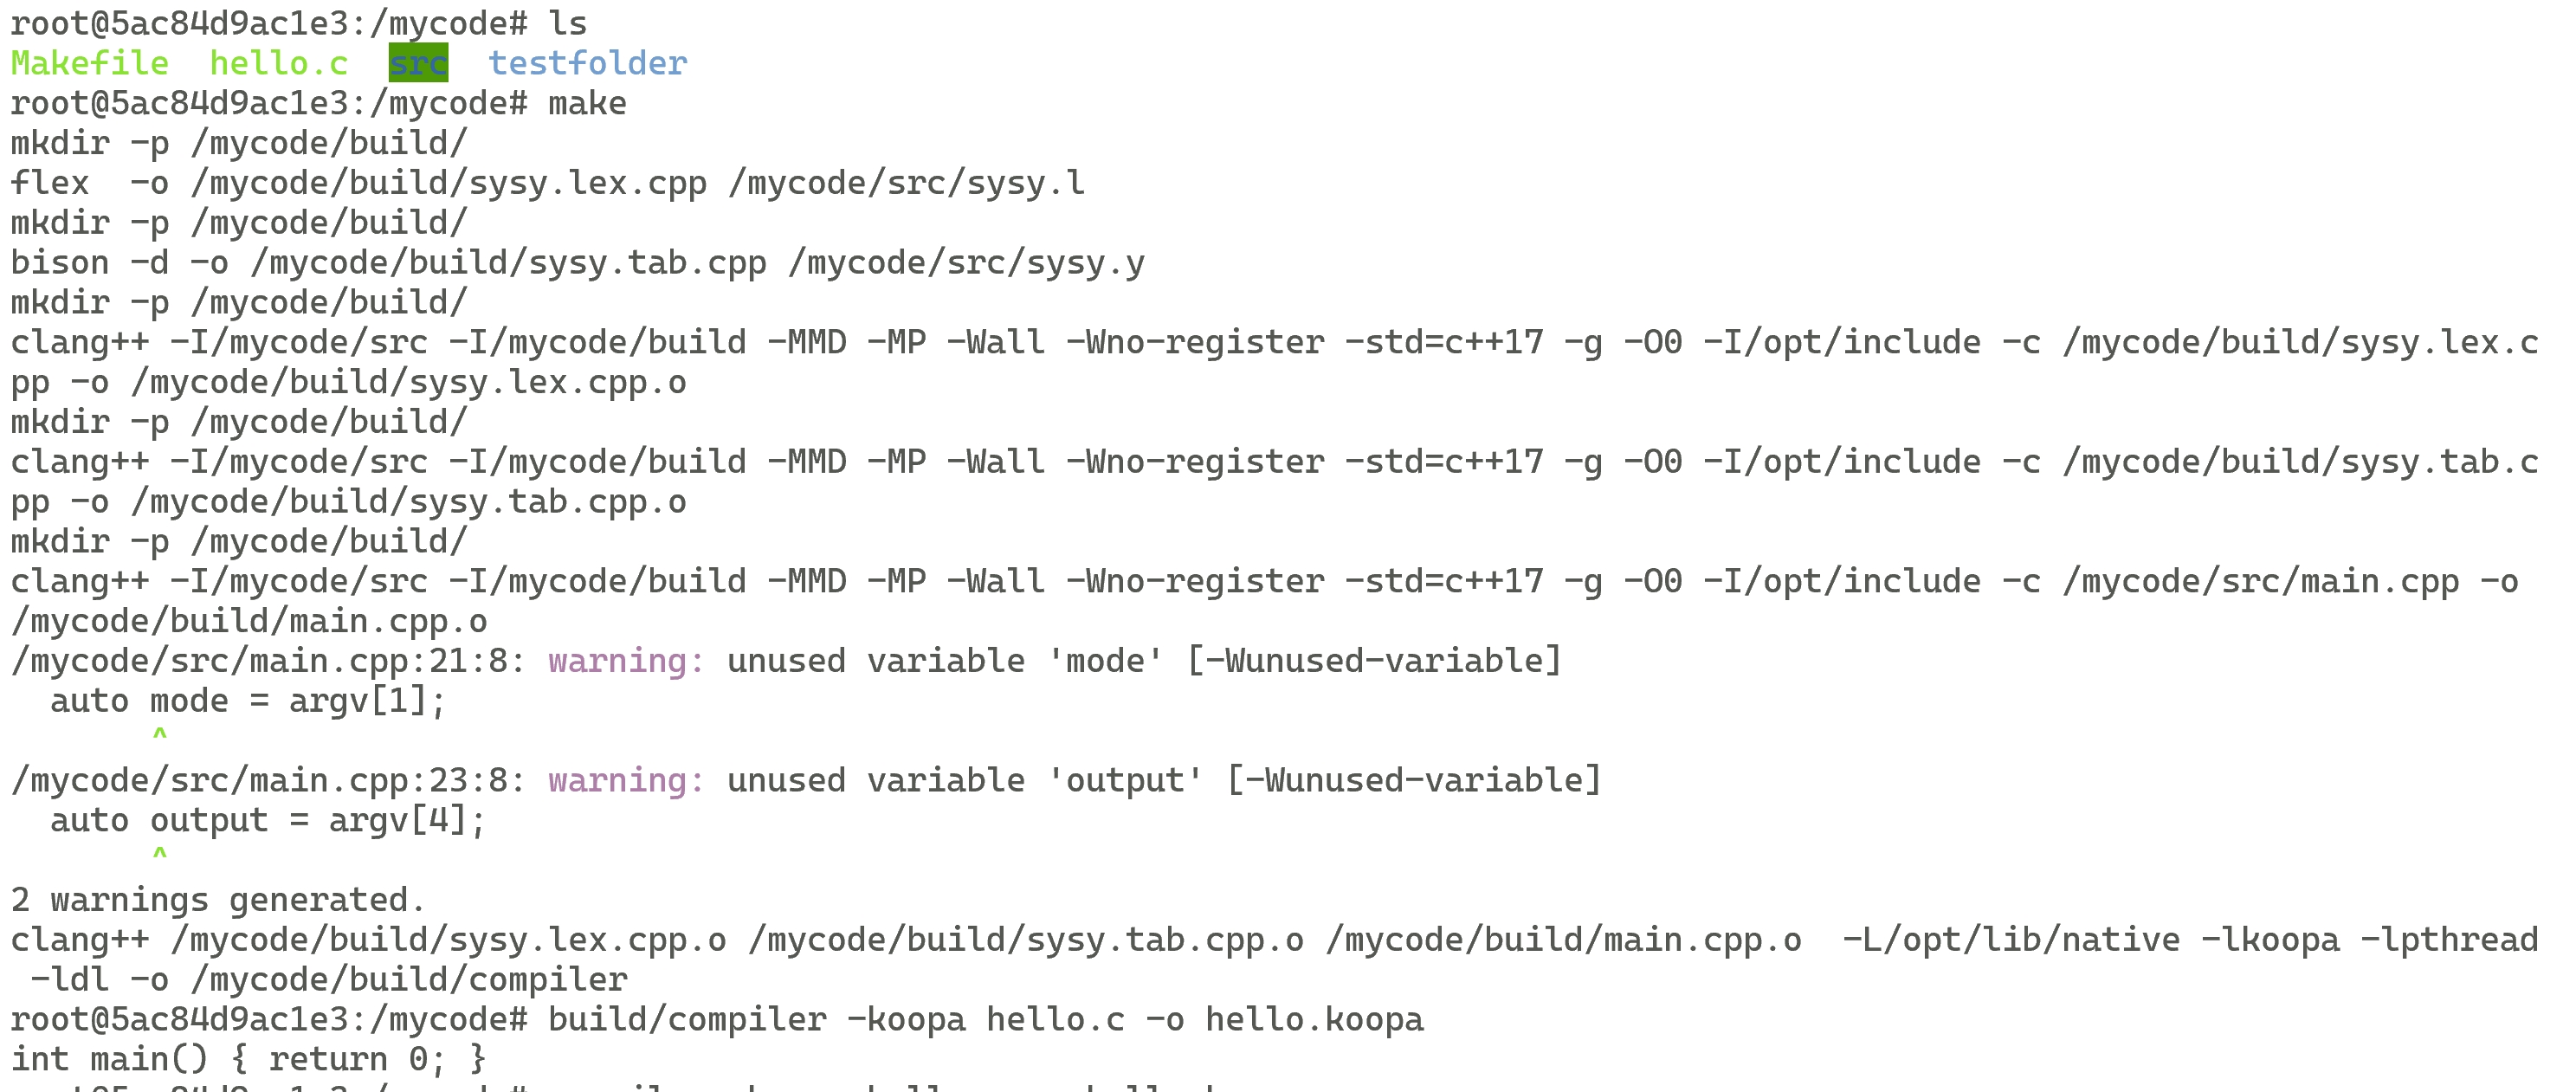 root@5ac84d9ac1e3:/mycode# ls
Makefile  hello.c  src  testfolder
root@5ac84d9ac1e3:/mycode# make
mkdir -p /mycode/build/
flex  -o /mycode/build/sysy.lex.cpp /mycode/src/sysy.l
mkdir -p /mycode/build/
bison -d -o /mycode/build/sysy.tab.cpp /mycode/src/sysy.y
mkdir -p /mycode/build/
clang++ -I/mycode/src -I/mycode/build -MMD -MP -Wall -Wno-register -std=c++17 -g -O0 -I/opt/include -c /mycode/build/sysy.lex.c
pp -o /mycode/build/sysy.lex.cpp.o
mkdir -p /mycode/build/
clang++ -I/mycode/src -I/mycode/build -MMD -MP -Wall -Wno-register -std=c++17 -g -O0 -I/opt/include -c /mycode/build/sysy.tab.c
pp -o /mycode/build/sysy.tab.cpp.o
mkdir -p /mycode/build/
clang++ -I/mycode/src -I/mycode/build -MMD -MP -Wall -Wno-register -std=c++17 -g -O0 -I/opt/include -c /mycode/src/main.cpp -o
/mycode/build/main.cpp.o
/mycode/src/main.cpp:21:8: warning: unused variable 'mode' [-Wunused-variable]
  auto mode = argv[1];
       ^
/mycode/src/main.cpp:23:8: warning: unused variable 'output' [-Wunused-variable]
  auto output = argv[4];
       ^
2 warnings generated.
clang++ /mycode/build/sysy.lex.cpp.o /mycode/build/sysy.tab.cpp.o /mycode/build/main.cpp.o  -L/opt/lib/native -lkoopa -lpthread
 -ldl -o /mycode/build/compiler
root@5ac84d9ac1e3:/mycode# build/compiler -koopa hello.c -o hello.koopa
int main() { return 0; }